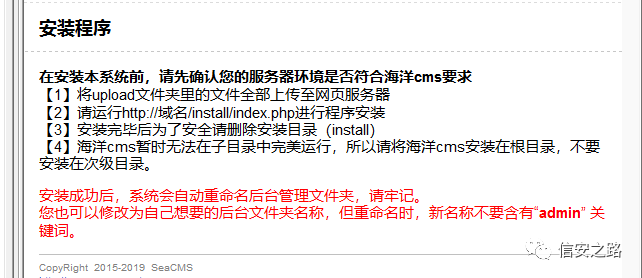 安装程序
在安装本系统前，请先确认您的服务器环境是否符合海洋cms要求
【1】将upload文件夹里的文件全部上传至网页服务器
【2】请运行http://域名/install/index.php进行程序安装
【3】安装完毕后为了安全请删除安装目录（install）
【4】海洋cms暂时无法在子目录中完美运行，所以请将海洋cms安装在根目录，不要
安装在次级目录。
安装成功后，系统会自动重命名后台管理文件夹，请牢记。
您也可以修改为自己想要的后台文件夹名称，但重命名时，新名称不要含有“admin” 关
键词。
信安之路
CopyRight 2015-2019 SeaCMS